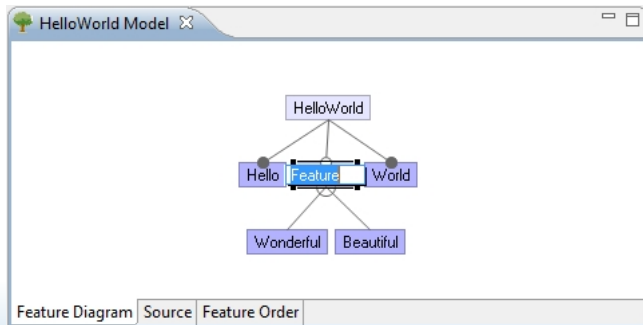 HelloWorld Model
HelloWorld
Hello Feature World
Wonderful Beautiful
Feature Diagram Source Feature Order